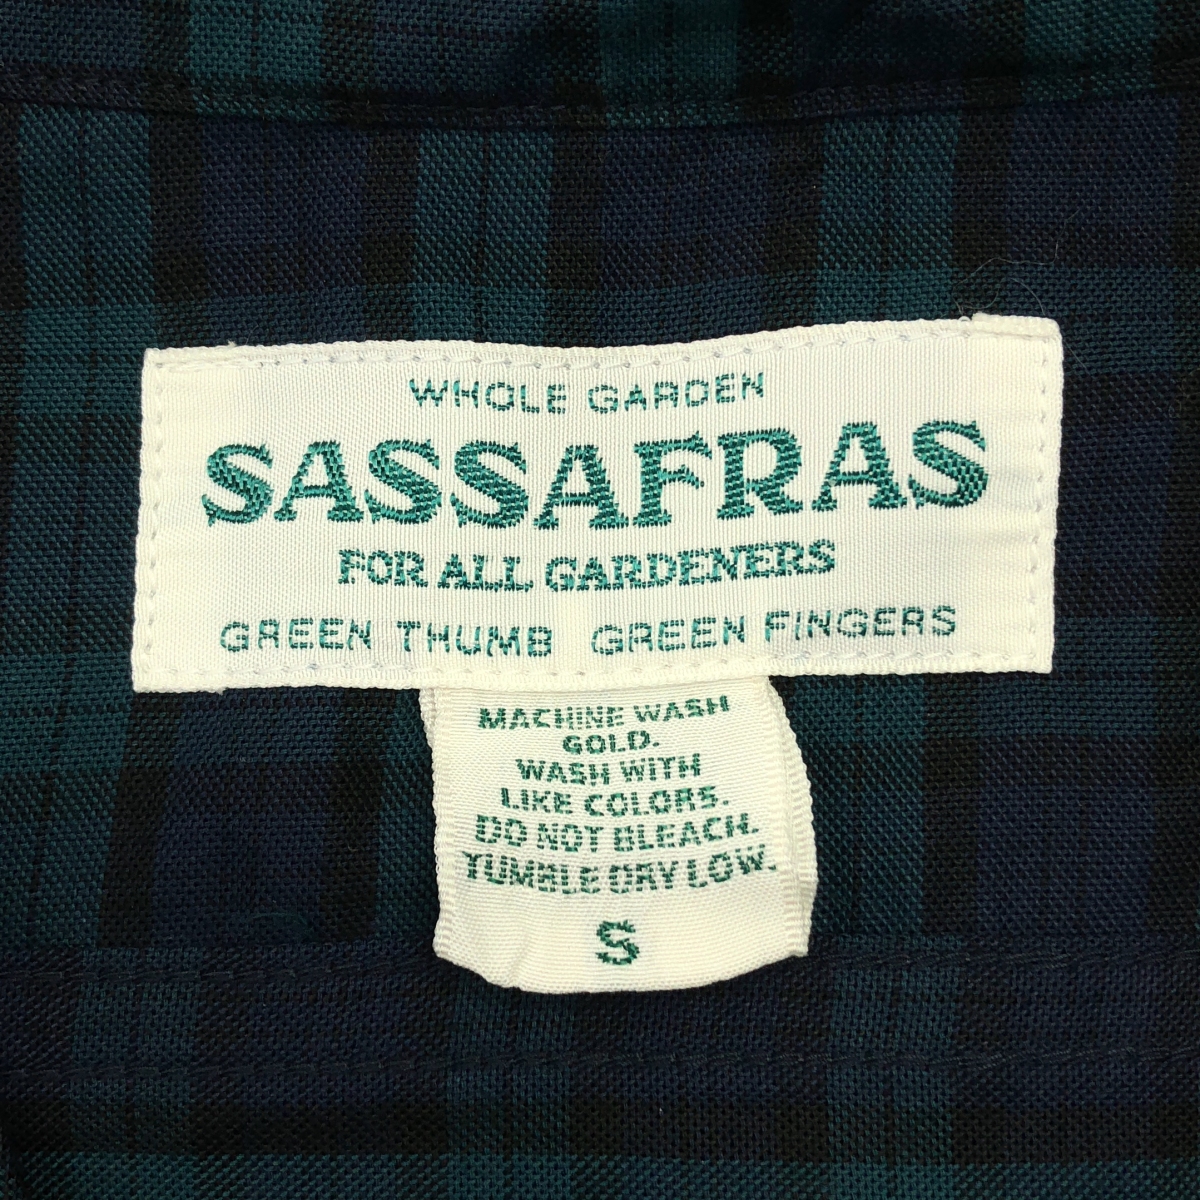 WHOLE GARDEN
SASSAFRAS
FOR ALL GARDENERS
GREEN THUMB GREEN FINGERS
MACHINE WASH
GOLD.
WASH WITH
LIKE COLORS.
DO NOT BLEACH.
TUMBLE DRY LOW.
S